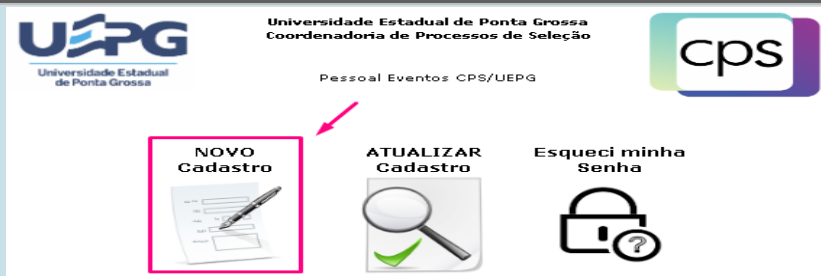 Universidade Estadual de Ponta Grossa
Coordenadoria de Processos de Seleção
UEPG
Universidade Estadual
de Ponta Grossa
cps
Pessoal Eventos CPS/UEPG
NOVO
Cadastro
ATUALIZAR
Cadastro
Esqueci minha
Senha
?